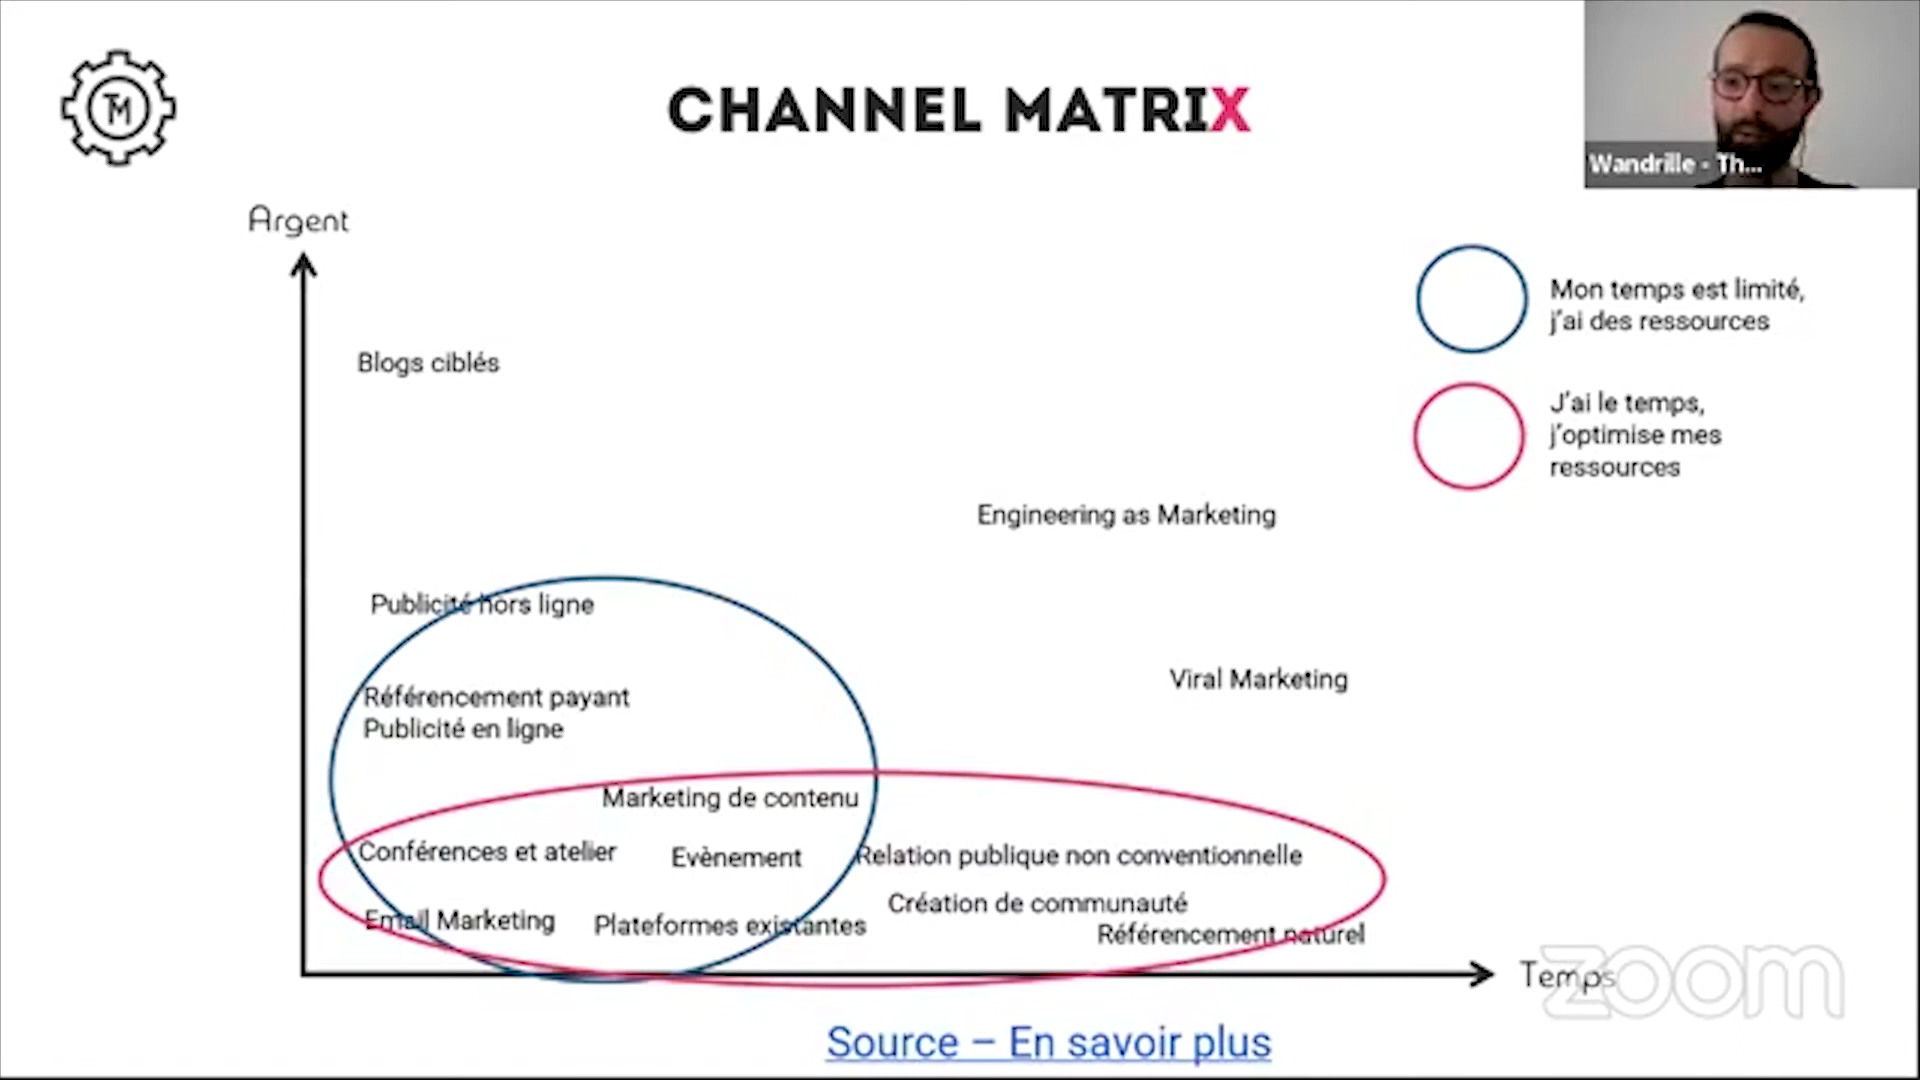 TM
CHANNEL MATRIX
Wandrille - Th...
Argent
Mon temps est limité,
j'ai des ressources
J'ai le temps,
j'optimise mes
ressources
Blogs ciblés
Engineering as Marketing
Publicité hors ligne
Viral Marketing
Référencement payant
Publicité en ligne
Marketing de contenu
Conférences et atelier
Evènement
Relation publique non conventionnelle
Création de communauté
Email Marketing
Plateformes existantes
Référencement naturel
Temps
zoom
Source – En savoir plus